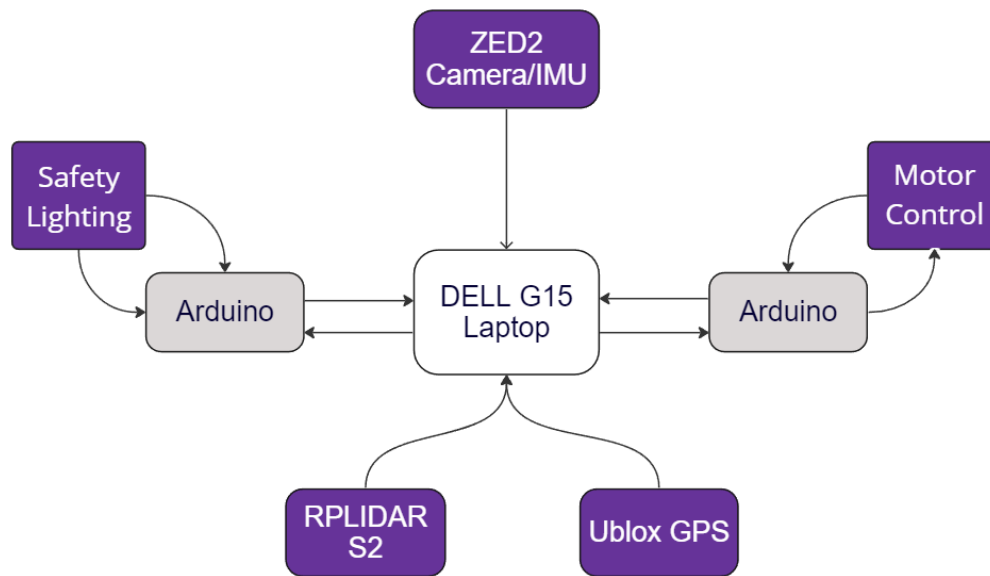 ZED2
Camera/IMU
Safety
Lighting
Motor
Control
Arduino
DELL G15
Laptop
Arduino
RPLIDAR
S2
Ublox GPS